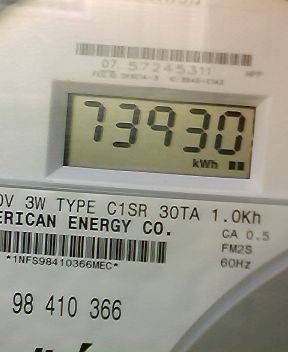 07 57245311
73930
kWh
0V 3W TYPE C1SR 30TA 1.0Kh
ERICAN ENERGY CO.
CA 0.5
FM2S
*1NFS98410366MEC*
60Hz
98 410 366